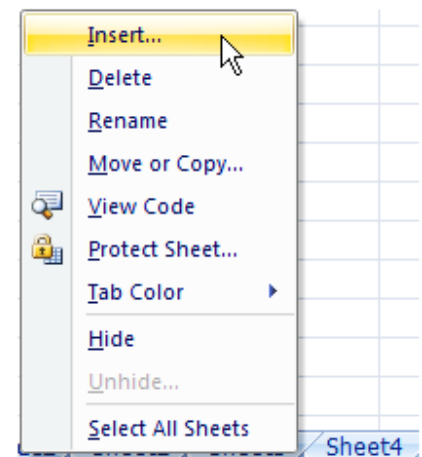 Insert...
Delete
Rename
Move or Copy...
View Code
Protect Sheet...
Tab Color
Hide
Unhide...
Select All Sheets
Sheet4